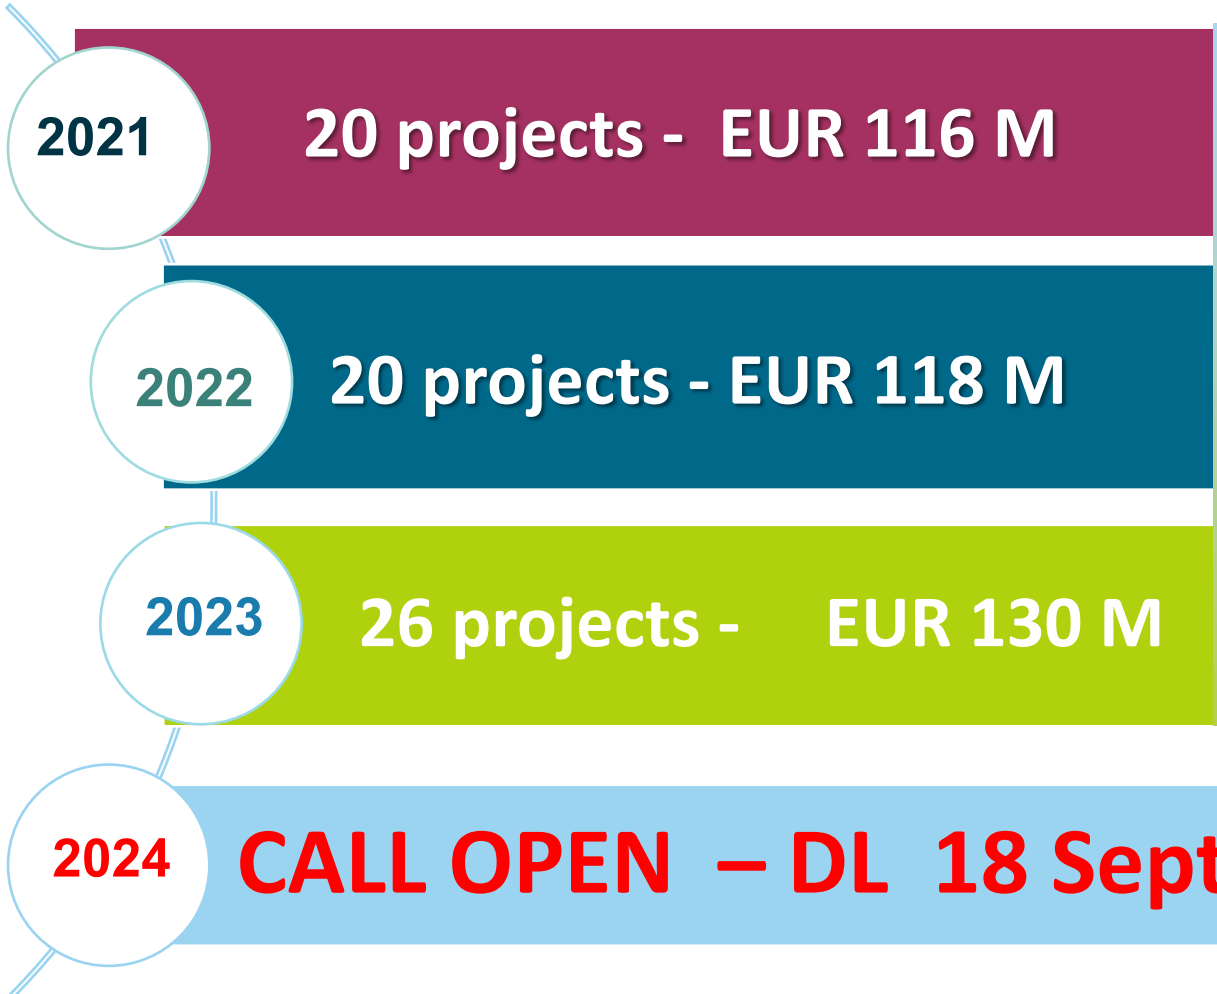 2021
20 projects - EUR 116 M
2022
20 projects - EUR 118 M
2023
26 projects - EUR 130 M
2024
CALL OPEN – DL 18 Sept